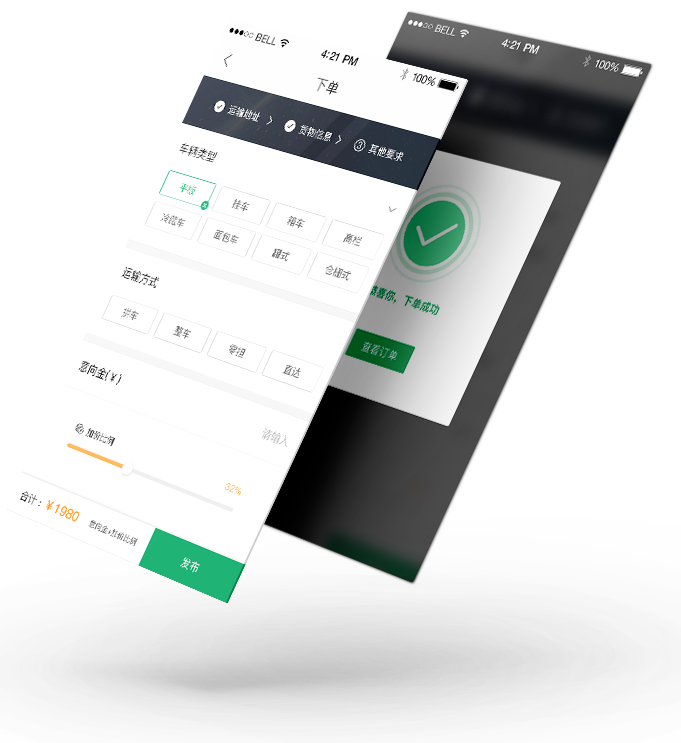 BELL 4:21 PM 100%
下单
运输地址 货物信息 3 其他要求
车辆类型
平板 挂车 箱车 高栏
冷藏车 面包车 罐式 仓栅式
运输方式
拼车 整车 零担 直达
意向金(¥)
请输入
加价比例
32%
合计：¥1980 意向金+加价比例
发布
BELL 4:21 PM 100%
恭喜你，下单成功
查看订单